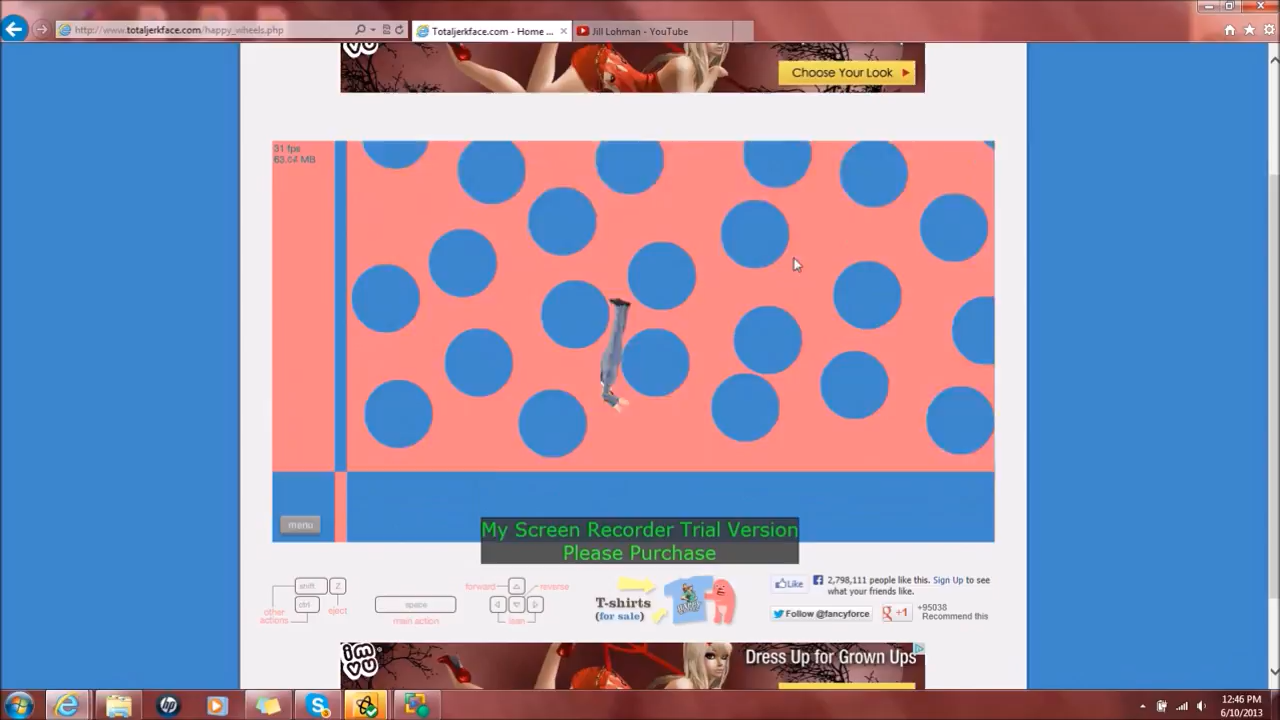 http://www.totaljerkface.com/happy_wheels.php
Totaljerkface.com - Home ...
Jill Lohman - YouTube
Choose Your Look
31 fps
63.04 MB
menu
My Screen Recorder Trial Version
Please Purchase
shift
Z
ctrl
other
actions
eject
space
main action
forward
reverse
lean
T-shirts
(for sale)
Like
2,798,111 people like this. Sign Up to see
what your friends like.
Follow @fancyforce
+1
+95038
Recommend this
imvu
Dress Up for Grown Ups
12:46 PM
6/10/2013